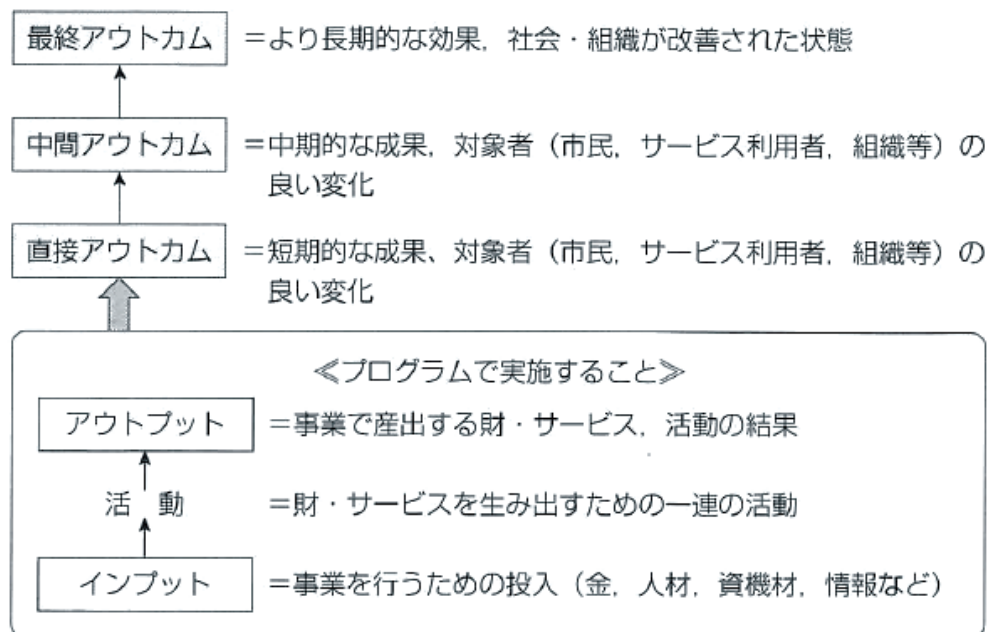 最終アウトカム ＝より長期的な効果，社会・組織が改善された状態
中間アウトカム ＝中期的な成果，対象者（市民，サービス利用者，組織等）の
良い変化
直接アウトカム ＝短期的な成果、対象者（市民，サービス利用者，組織等）の
良い変化
≪プログラムで実施すること≫
アウトプット ＝事業で産出する財・サービス，活動の結果
活 動 ＝財・サービスを生み出すための一連の活動
インプット ＝事業を行うための投入（金，人材，資機材，情報など）